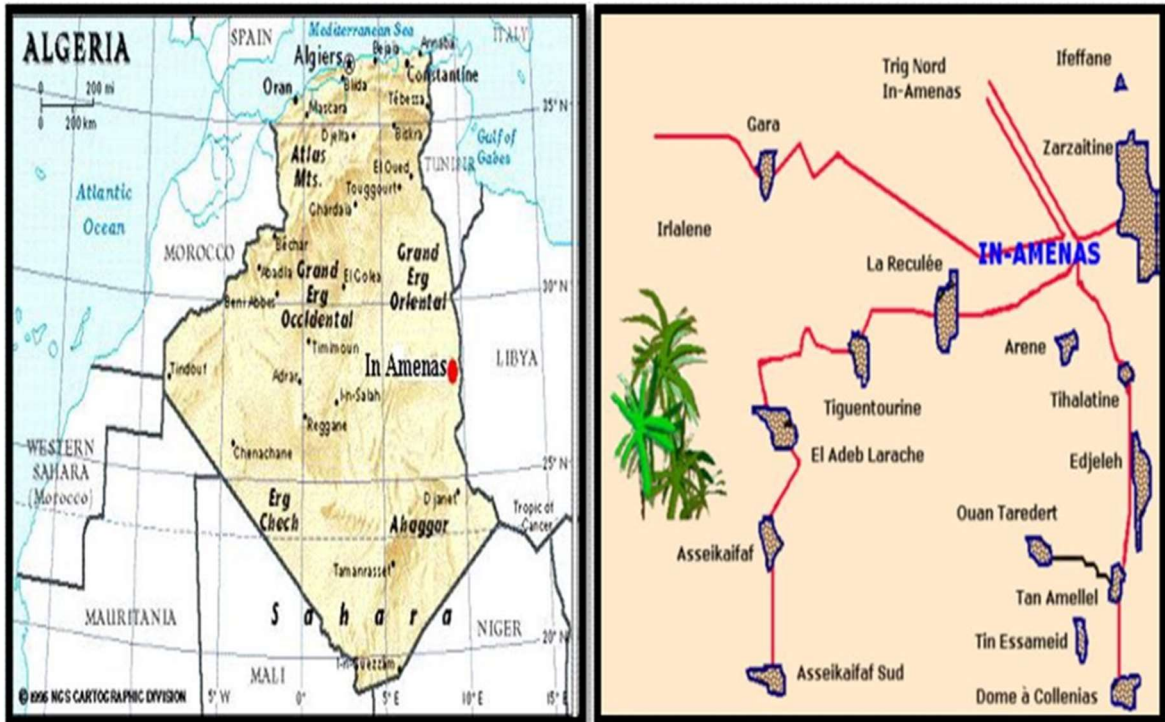 ALGERIA
0 200 mi
0 200 km
SPAIN
Mediterranean Sea
ITALY
Algiers
Bejaia
Annaba
Constantine
Blida
Oran
Mascara
Tébessa
35° N
Djelfa
Biskra
Gulf of
Gabes
Atlas
Mts.
El Oued
TUNISIA
Touggourt
Ghardaia
Atlantic
Ocean
MOROCCO
Béchar
Grand
Erg
Oriental
Abadla
Grand
Erg
Occidental
El Golea
Beni Abbes
30° N
Timimoun
In Amenas
LIBYA
Tindouf
Adrar
I-n-Salah
Reggane
WESTERN
SAHARA
(Morocco)
Chenachane
25° N
Erg
Chech
Djanet
Ahaggar
Tropic of
Cancer
Tamanrasset
MAURITANIA
Sahara
NIGER
20° N
MALI
I-n-Guezzam
© 1996 NGS CARTOGRAPHIC DIVISION
5° W
0°
5° E
10° E
15° E
Trig Nord
In-Amenas
Ifeffane
Gara
Zarzaitine
Irlalene
IN-AMENAS
La Reculée
Arene
Tihalatine
Tiguentourine
El Adeb Larache
Edjeleh
Ouan Taredert
Asseikaifaf
Tan Amellel
Tin Essameid
Asseikaifaf Sud
Dome à Collenias